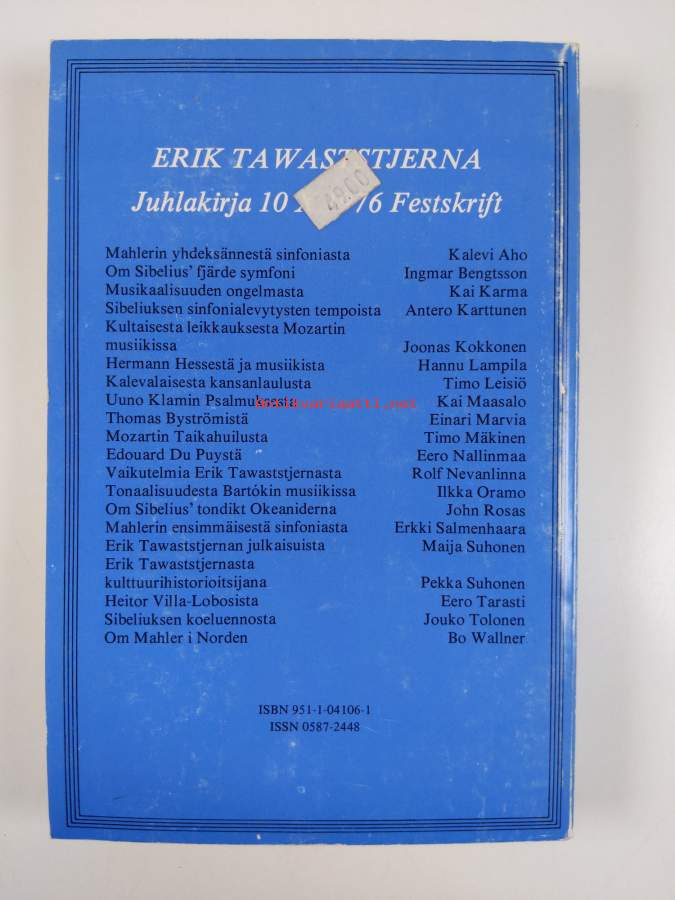 ERIK TAWASTSTJERNA
Juhlakirja 10 76 Festskrift
49.00
Mahlerin yhdeksännestä sinfoniasta Kalevi Aho
Om Sibelius' fjärde symfoni Ingmar Bengtsson
Musikaalisuuden ongelmasta Kai Karma
Sibeliuksen sinfonialevytysten tempoista Antero Karttunen
Kultaisesta leikkauksesta Mozartin
musiikissa Joonas Kokkonen
Hermann Hessestä ja musiikista Hannu Lampila
Kalevalaisesta kansanlaulusta Timo Leisiö
Uuno Klamin Psalmuksesta Kai Maasalo
antikvariaatti.net
Thomas Byströmistä Einari Marvia
Mozartin Taikahuilusta Timo Mäkinen
Edouard Du Puystä Eero Nallinmaa
Vaikutelmia Erik Tawaststjernasta Rolf Nevanlinna
Tonaalisuudesta Bartókin musiikissa Ilkka Oramo
Om Sibelius' tondikt Okeaniderna John Rosas
Mahlerin ensimmäisestä sinfoniasta Erkki Salmenhaara
Erik Tawaststjernan julkaisuista Maija Suhonen
Erik Tawaststjernasta
kulttuurihistorioitsijana Pekka Suhonen
Heitor Villa-Lobosista Eero Tarasti
Sibeliuksen koeluennosta Jouko Tolonen
Om Mahler i Norden Bo Wallner
ISBN 951-1-04106-1
ISSN 0587-2448